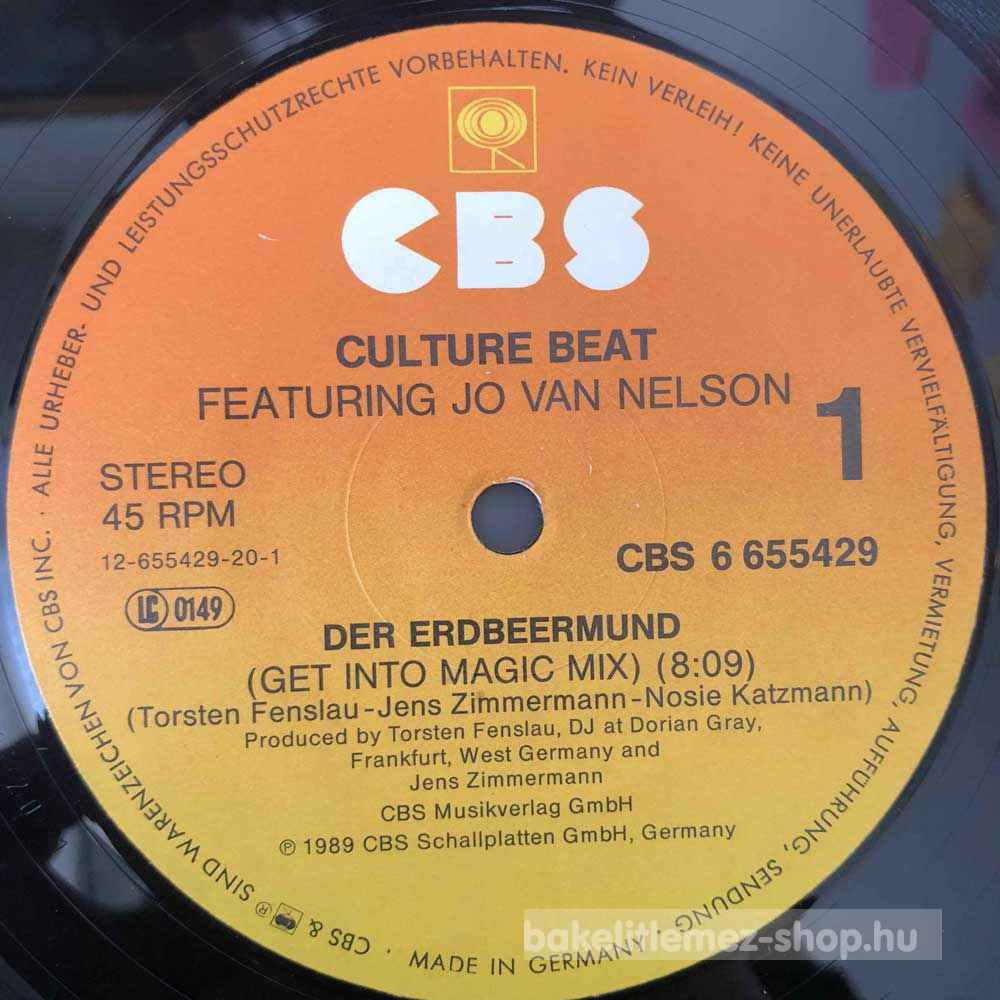 ALLE URHEBER- UND LEISTUNGSSCHUTZRECHTE VORBEHALTEN. KEIN VERLEIH! KEINE UNERLAUBTE VERVIELFÄLTIGUNG, VERMIETUNG, AUFFÜHRUNG, SENDUNG
CBS
CULTURE BEAT
FEATURING JO VAN NELSON
1
STEREO
45 RPM
12-655429-20-1
LC 0149
CBS 6 655429
DER ERDBEERMUND
(GET INTO MAGIC MIX) (8:09)
(Torsten Fenslau-Jens Zimmermann-Nosie Katzmann)
Produced by Torsten Fenslau, DJ at Dorian Gray,
Frankfurt, West Germany and
Jens Zimmermann
CBS Musikverlag GmbH
℗ 1989 CBS Schallplatten GmbH, Germany
CBS & ® SIND WARENZEICHEN VON CBS INC. ·
· MADE IN GERMANY ·
bakelitlemez-shop.hu